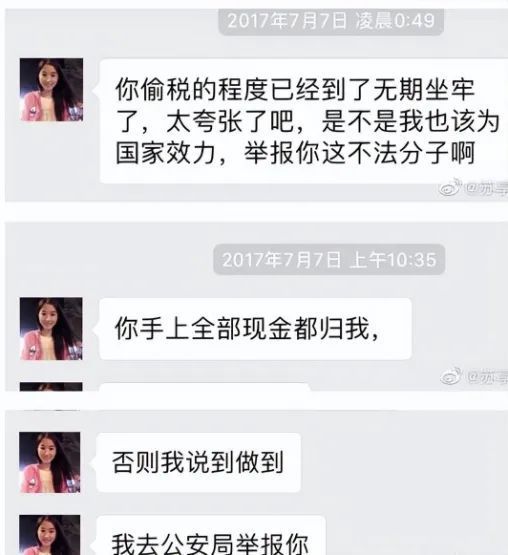 2017年7月7日 凌晨0:49
你偷税的程度已经到了无期坐牢
了，太夸张了吧，是不是我也该为
国家效力，举报你这不法分子啊
@苏享
2017年7月7日 上午10:35
你手上全部现金都归我，
@苏享
否则我说到做到
我去公安局举报你